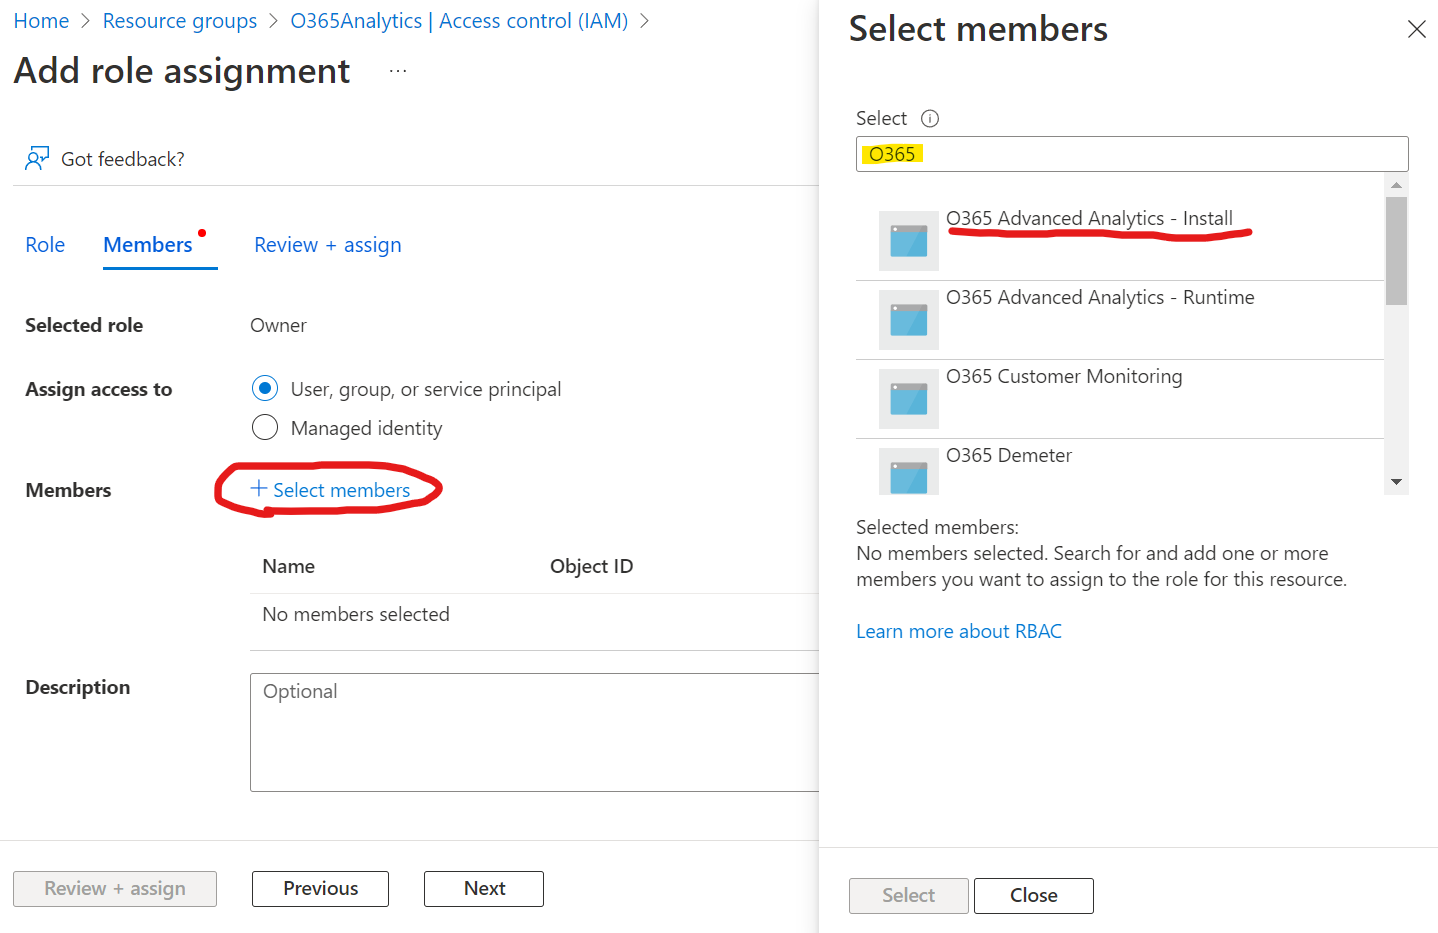 Home > Resource groups > O365Analytics | Access control (IAM) >
Add role assignment ...
Got feedback?
Role Members Review + assign
Selected role Owner
Assign access to User, group, or service principal
Managed identity
Members + Select members
Name Object ID
No members selected
Description Optional
Review + assign Previous Next
Select members
Select
O365
O365 Advanced Analytics - Install
O365 Advanced Analytics - Runtime
O365 Customer Monitoring
O365 Demeter
Selected members:
No members selected. Search for and add one or more
members you want to assign to the role for this resource.
Learn more about RBAC
Select Close